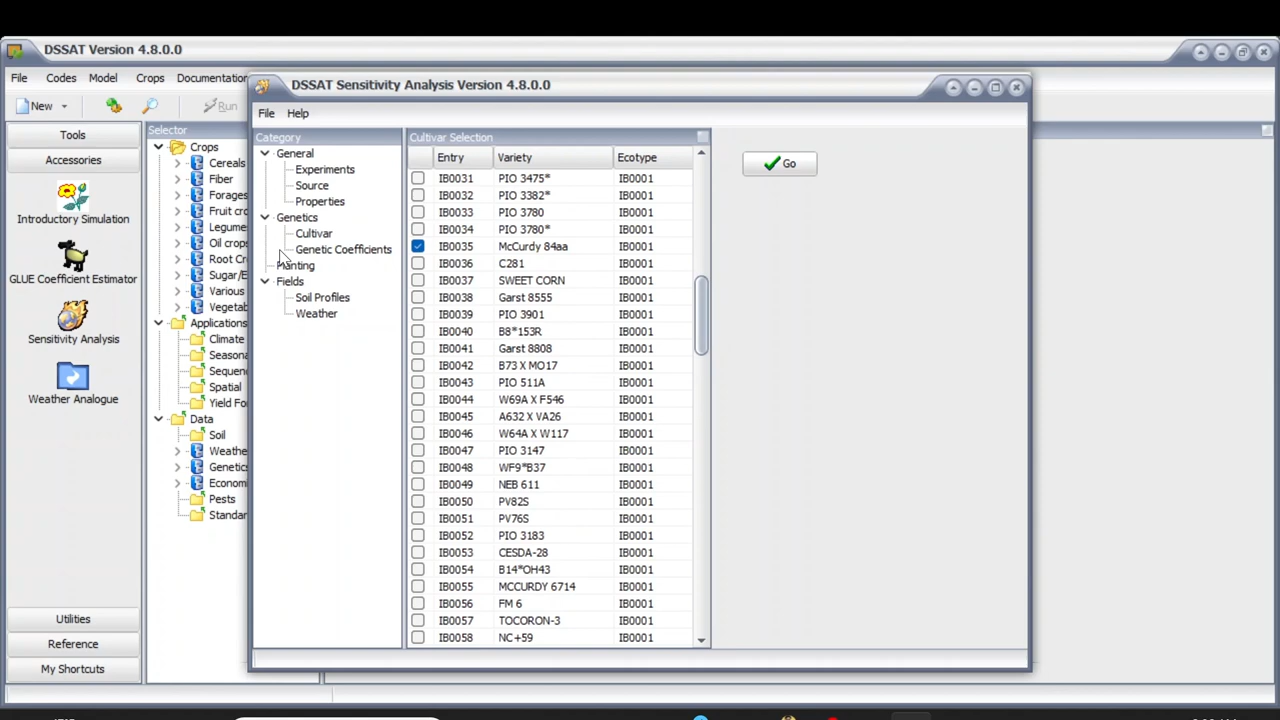 DSSAT Version 4.8.0.0
File Codes Model Crops Documentation
New Run
Tools
Accessories
Introductory Simulation
GLUE Coefficient Estimator
Sensitivity Analysis
Weather Analogue
Utilities
Reference
My Shortcuts
Selector
Crops
Cereals
Fiber
Forages
Fruit cr
Legume
Oil crops
Root Cr
Sugar/E
Various
Vegetab
Applications
Climate
Seasona
Sequenc
Spatial
Yield For
Data
Soil
Weathe
Genetics
Economi
Pests
Standar
DSSAT Sensitivity Analysis Version 4.8.0.0
File Help
Category
General
Experiments
Source
Properties
Genetics
Cultivar
Genetic Coefficients
Planting
Fields
Soil Profiles
Weather
Cultivar Selection
Entry Variety Ecotype
IB0031 PIO 3475* IB0001
IB0032 PIO 3382* IB0001
IB0033 PIO 3780 IB0001
IB0034 PIO 3780* IB0001
IB0035 McCurdy 84aa IB0001
IB0036 C281 IB0001
IB0037 SWEET CORN IB0001
IB0038 Garst 8555 IB0001
IB0039 PIO 3901 IB0001
IB0040 B8*153R IB0001
IB0041 Garst 8808 IB0001
IB0042 B73 X MO17 IB0001
IB0043 PIO 511A IB0001
IB0044 W69A X F546 IB0001
IB0045 A632 X VA26 IB0001
IB0046 W64A X W117 IB0001
IB0047 PIO 3147 IB0001
IB0048 WF9*B37 IB0001
IB0049 NEB 611 IB0001
IB0050 PV82S IB0001
IB0051 PV76S IB0001
IB0052 PIO 3183 IB0001
IB0053 CESDA-28 IB0001
IB0054 B14*OH43 IB0001
IB0055 MCCURDY 6714 IB0001
IB0056 FM 6 IB0001
IB0057 TOCORON-3 IB0001
IB0058 NC+59 IB0001
Go